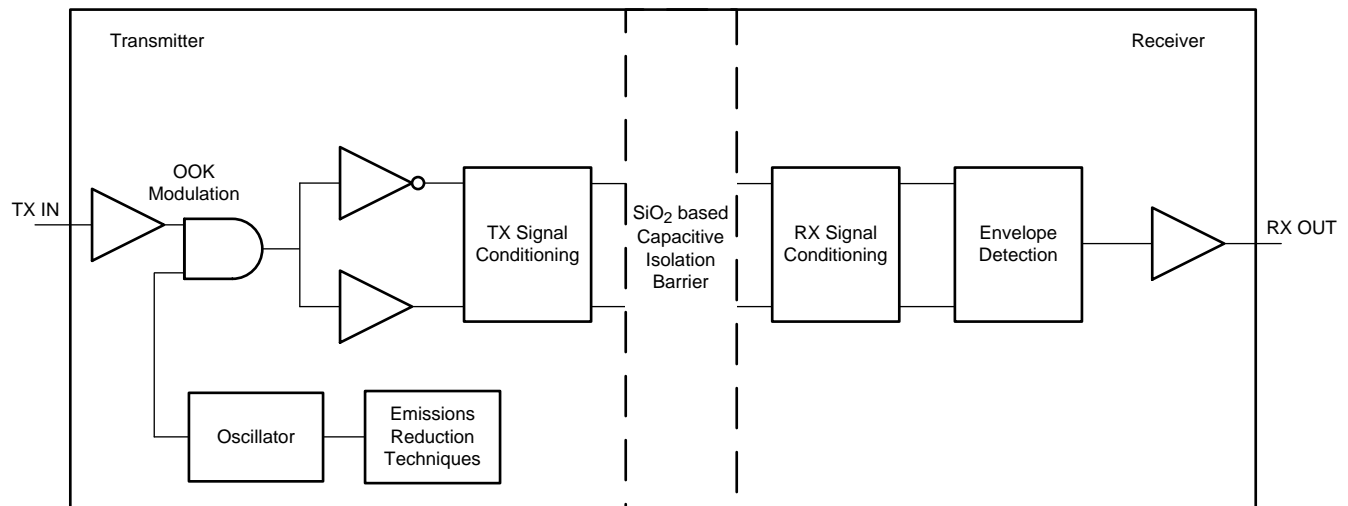 Transmitter
Receiver
OOK
Modulation
TX IN
TX Signal
Conditioning
SiO2 based
Capacitive
Isolation
Barrier
RX Signal
Conditioning
Envelope
Detection
RX OUT
Oscillator
Emissions
Reduction
Techniques